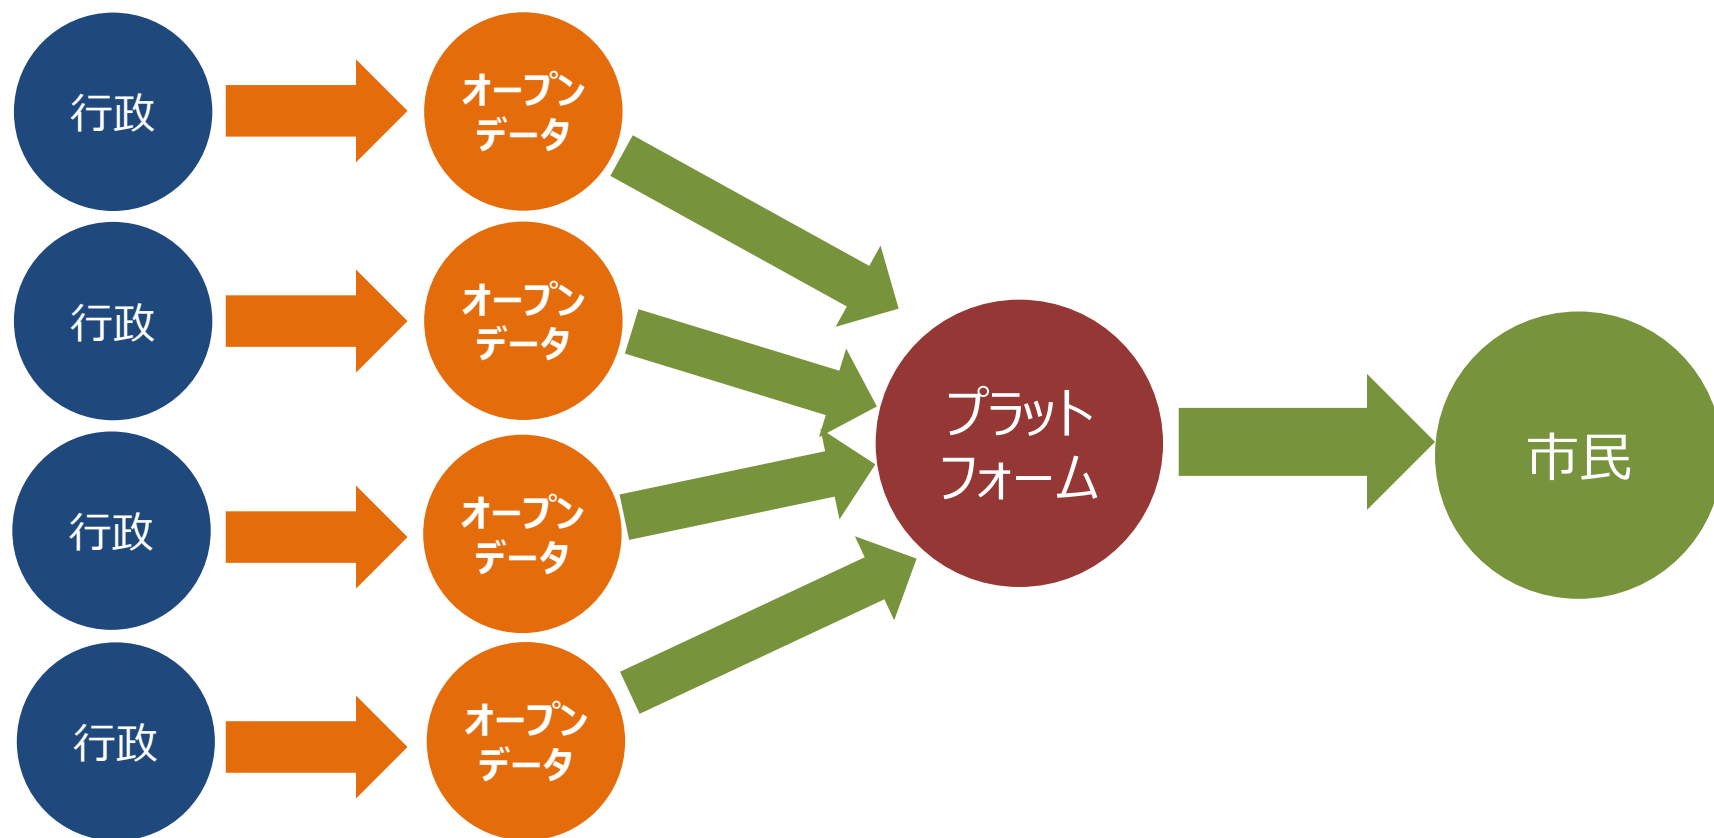 行政
オープン
データ
行政
オープン
データ
行政
オープン
データ
行政
オープン
データ
プラット
フォーム
市民